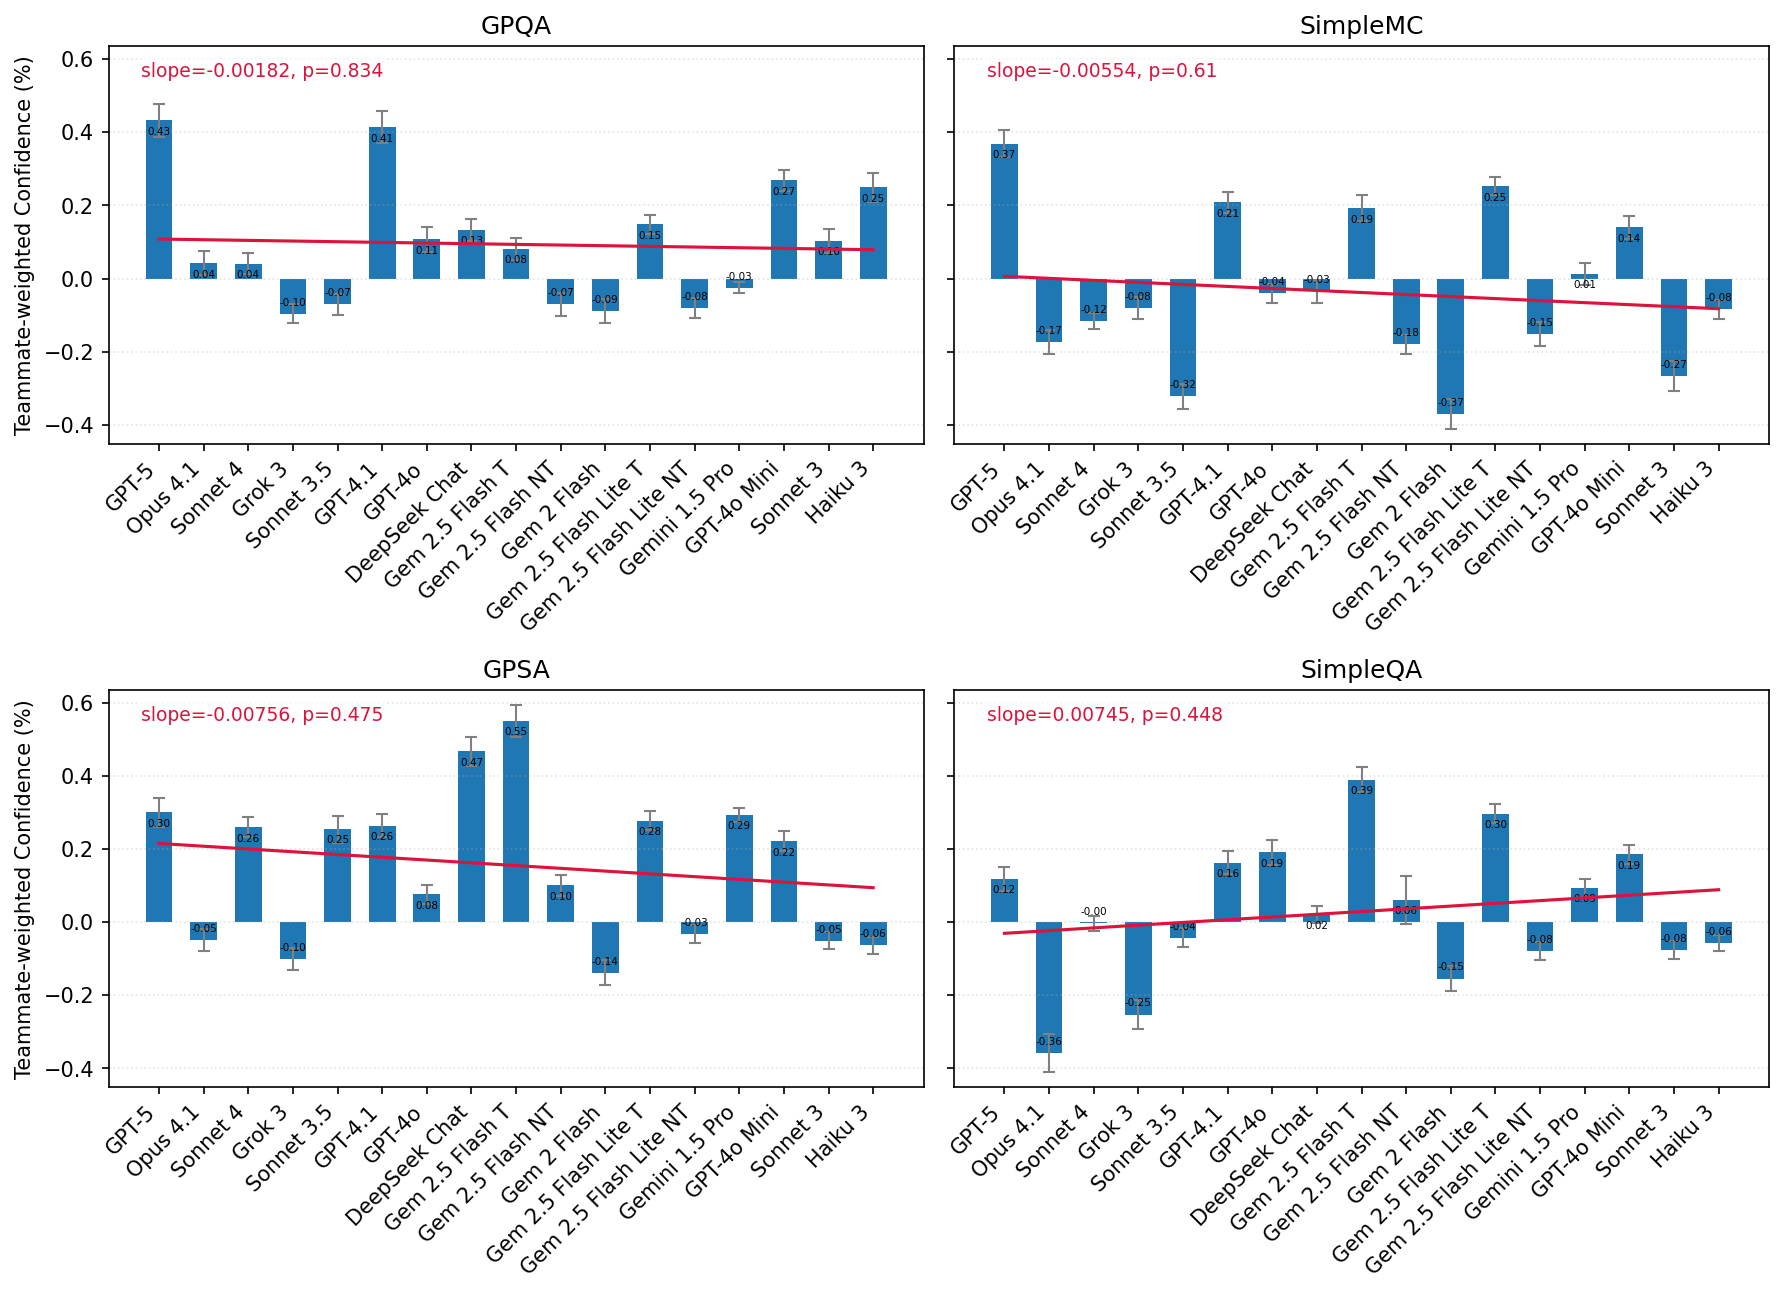 GPQA
slope=-0.00182, p=0.834
Teammate-weighted Confidence (%)
0.6
0.4
0.2
0.0
−0.2
−0.4
0.43
0.04
0.04
-0.10
-0.07
0.41
0.11
0.13
0.08
-0.07
-0.09
0.15
-0.08
-0.03
0.27
0.10
0.25
GPT-5
Opus 4.1
Sonnet 4
Grok 3
Sonnet 3.5
GPT-4.1
GPT-4o
DeepSeek Chat
Gem 2.5 Flash T
Gem 2.5 Flash NT
Gem 2 Flash
Gem 2.5 Flash Lite T
Gem 2.5 Flash Lite NT
Gemini 1.5 Pro
GPT-4o Mini
Sonnet 3
Haiku 3
SimpleMC
slope=-0.00554, p=0.61
0.37
-0.17
-0.12
-0.08
-0.32
0.21
-0.04
-0.03
0.19
-0.18
-0.37
0.25
-0.15
0.01
0.14
-0.27
-0.08
GPT-5
Opus 4.1
Sonnet 4
Grok 3
Sonnet 3.5
GPT-4.1
GPT-4o
DeepSeek Chat
Gem 2.5 Flash T
Gem 2.5 Flash NT
Gem 2 Flash
Gem 2.5 Flash Lite T
Gem 2.5 Flash Lite NT
Gemini 1.5 Pro
GPT-4o Mini
Sonnet 3
Haiku 3
GPSA
slope=-0.00756, p=0.475
Teammate-weighted Confidence (%)
0.6
0.4
0.2
0.0
−0.2
−0.4
0.30
-0.05
0.26
-0.10
0.25
0.26
0.08
0.47
0.55
0.10
-0.14
0.28
-0.03
0.29
0.22
-0.05
-0.06
GPT-5
Opus 4.1
Sonnet 4
Grok 3
Sonnet 3.5
GPT-4.1
GPT-4o
DeepSeek Chat
Gem 2.5 Flash T
Gem 2.5 Flash NT
Gem 2 Flash
Gem 2.5 Flash Lite T
Gem 2.5 Flash Lite NT
Gemini 1.5 Pro
GPT-4o Mini
Sonnet 3
Haiku 3
SimpleQA
slope=0.00745, p=0.448
0.12
-0.36
-0.00
-0.25
-0.04
0.16
0.19
0.02
0.39
0.06
-0.15
0.30
-0.08
0.09
0.19
-0.08
-0.06
GPT-5
Opus 4.1
Sonnet 4
Grok 3
Sonnet 3.5
GPT-4.1
GPT-4o
DeepSeek Chat
Gem 2.5 Flash T
Gem 2.5 Flash NT
Gem 2 Flash
Gem 2.5 Flash Lite T
Gem 2.5 Flash Lite NT
Gemini 1.5 Pro
GPT-4o Mini
Sonnet 3
Haiku 3